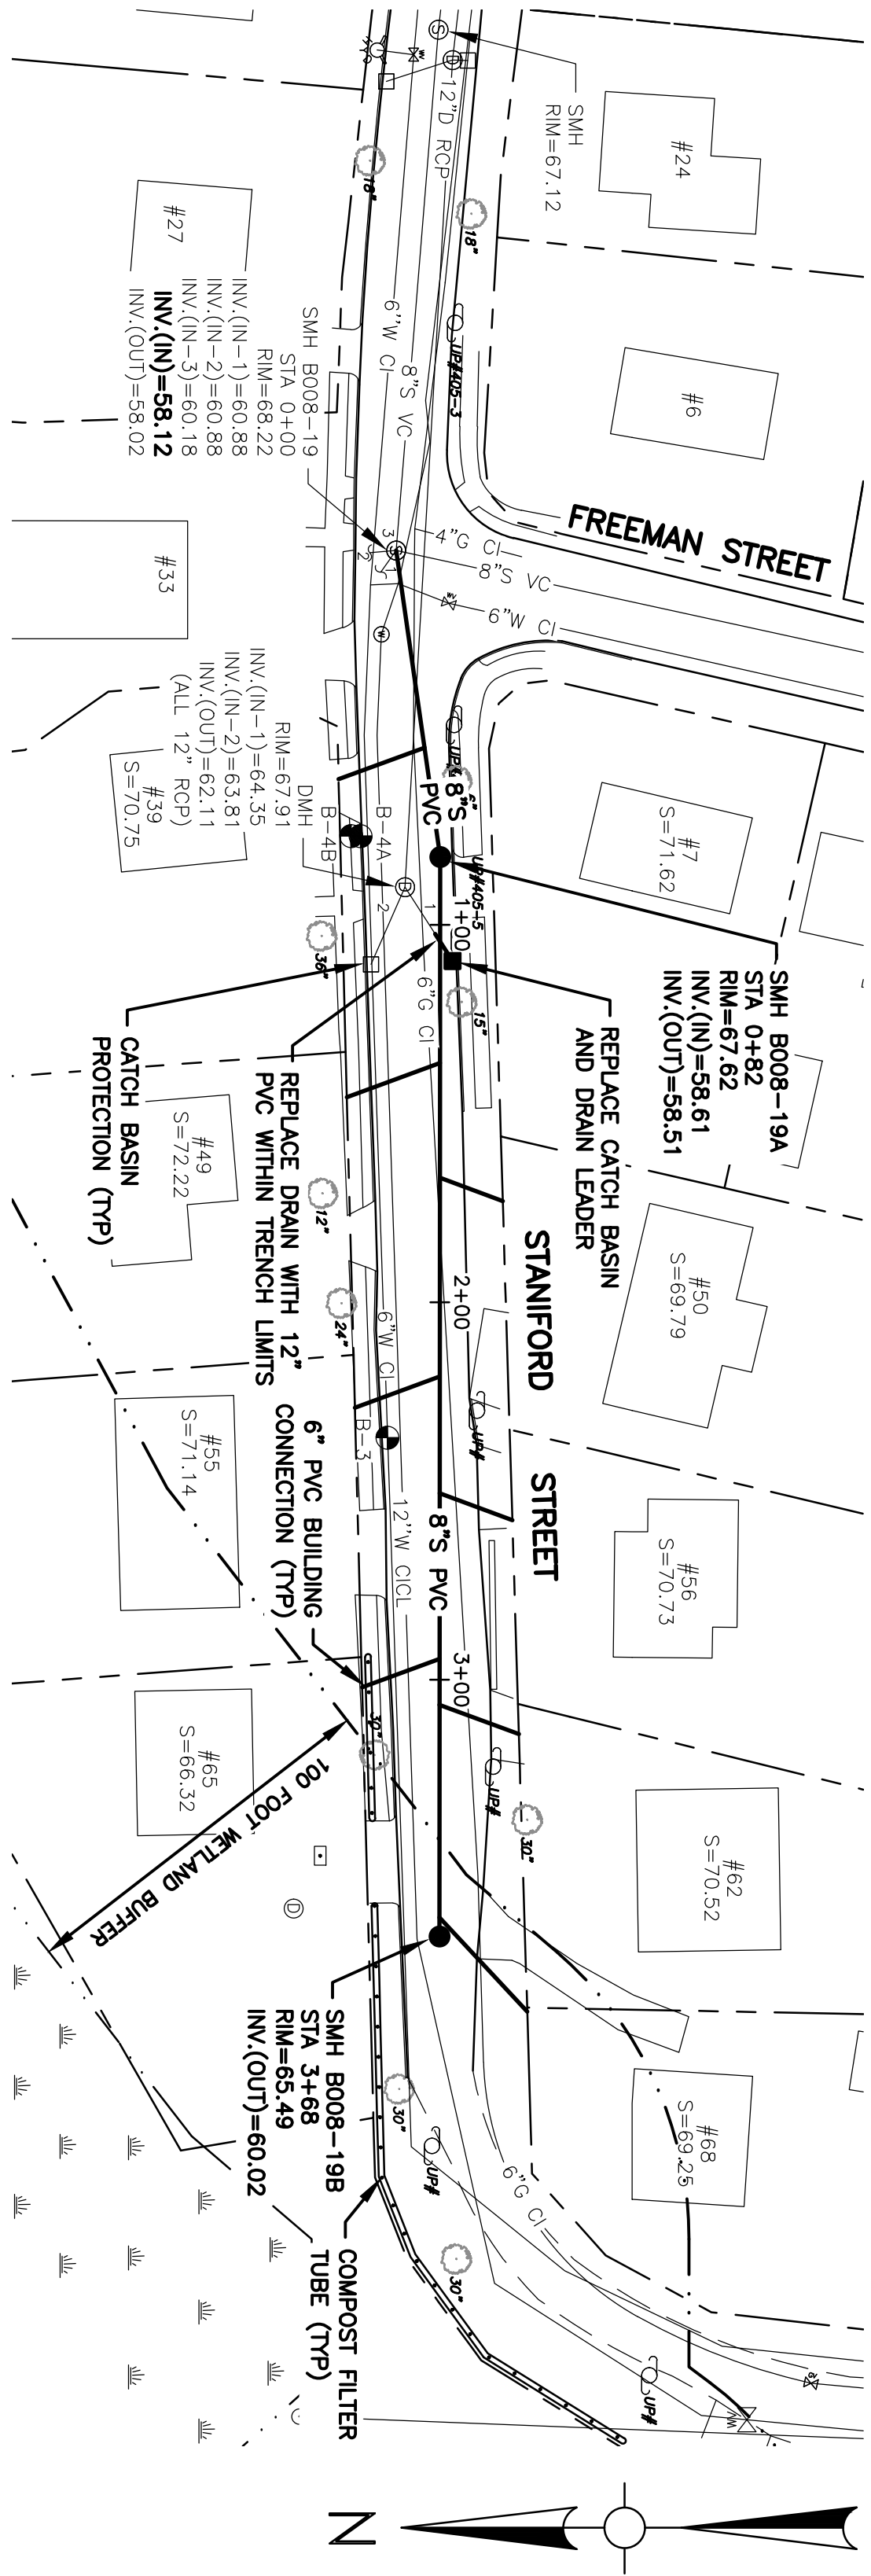 SMH
RIM=67.12
12"D RCP
18"
18"
#24
#27
#6
UP#405-3
6"W CI
8"S VC
SMH B008-19
STA 0+00
RIM=68.22
INV.(IN-1)=60.88
INV.(IN-2)=60.88
INV.(IN-3)=60.18
INV.(IN)=58.12
INV.(OUT)=58.02
FREEMAN STREET
4"G CI
8"S VC
6"W CI
3
2
1
S
W
#33
#7
S=71.62
DMH
RIM=67.91
INV.(IN-1)=64.35
INV.(IN-2)=63.81
INV.(OUT)=62.11
(ALL 12" RCP)
#39
S=70.75
B-4A
B-4B
8"S
PVC
UP#405-5
1+00
D
1
2
36"
15"
6"G CI
SMH B008-19A
STA 0+82
RIM=67.62
INV.(IN)=58.61
INV.(OUT)=58.51
REPLACE CATCH BASIN
AND DRAIN LEADER
CATCH BASIN
PROTECTION (TYP)
REPLACE DRAIN WITH 12"
PVC WITHIN TRENCH LIMITS
#49
S=72.22
12"
24"
#50
S=69.79
STANIFORD STREET
2+00
6"W CI
UP#
B-3
#55
S=71.14
6" PVC BUILDING
CONNECTION (TYP)
12"W CICL
8"S PVC
#56
S=70.73
3+00
#65
S=66.32
30"
UP#
30"
100 FOOT WETLAND BUFFER
#62
S=70.52
D
SMH B008-19B
STA 3+68
RIM=65.49
INV.(OUT)=60.02
30"
UP#
#68
S=69.25
6"G CI
30"
COMPOST FILTER
TUBE (TYP)
UP#
N